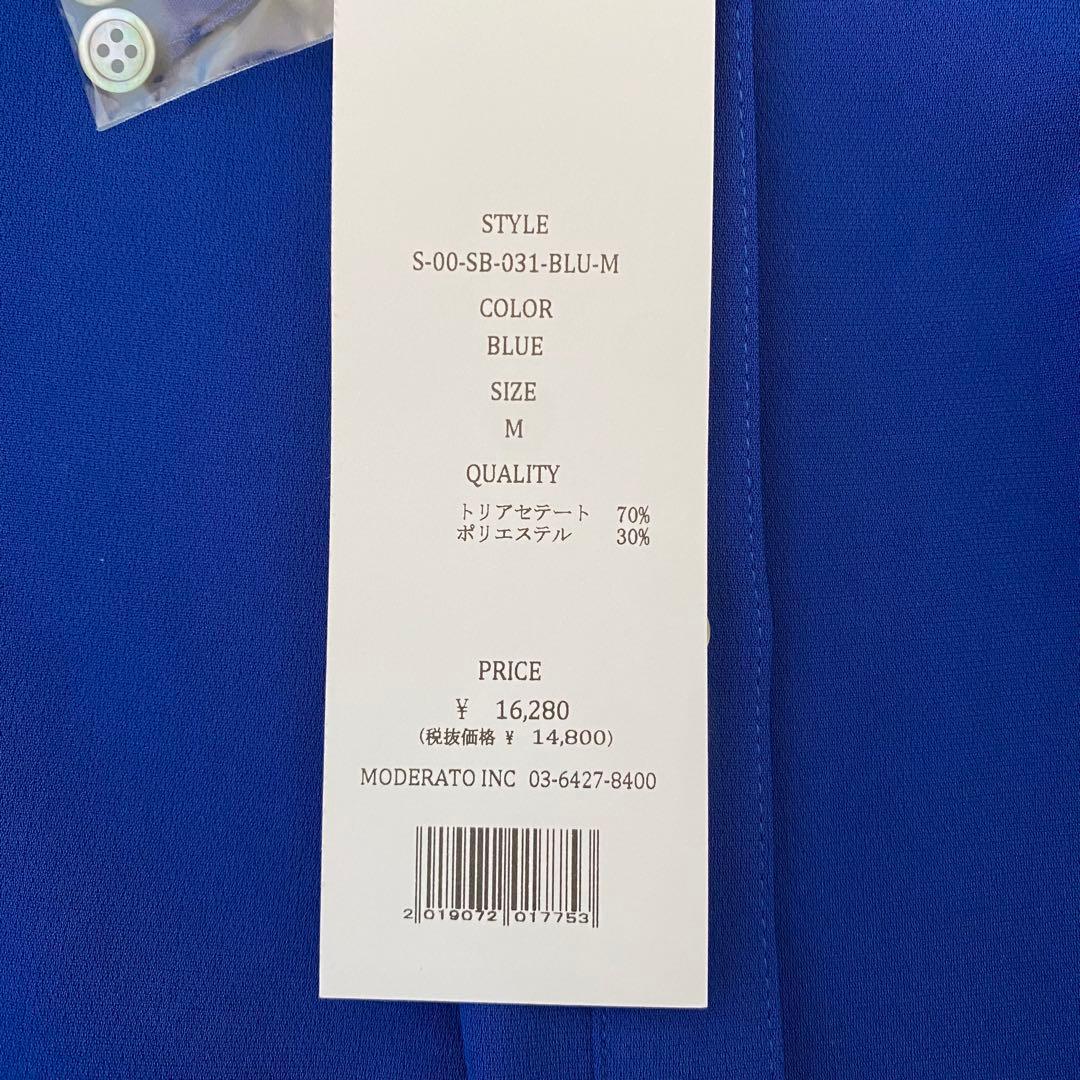 STYLE
S-00-SB-031-BLU-M
COLOR
BLUE
SIZE
M
QUALITY
トリアセテート 70%
ポリエステル 30%
PRICE
¥ 16,280
(税抜価格 ¥ 14,800)
MODERATO INC 03-6427-8400
2 019072 017753